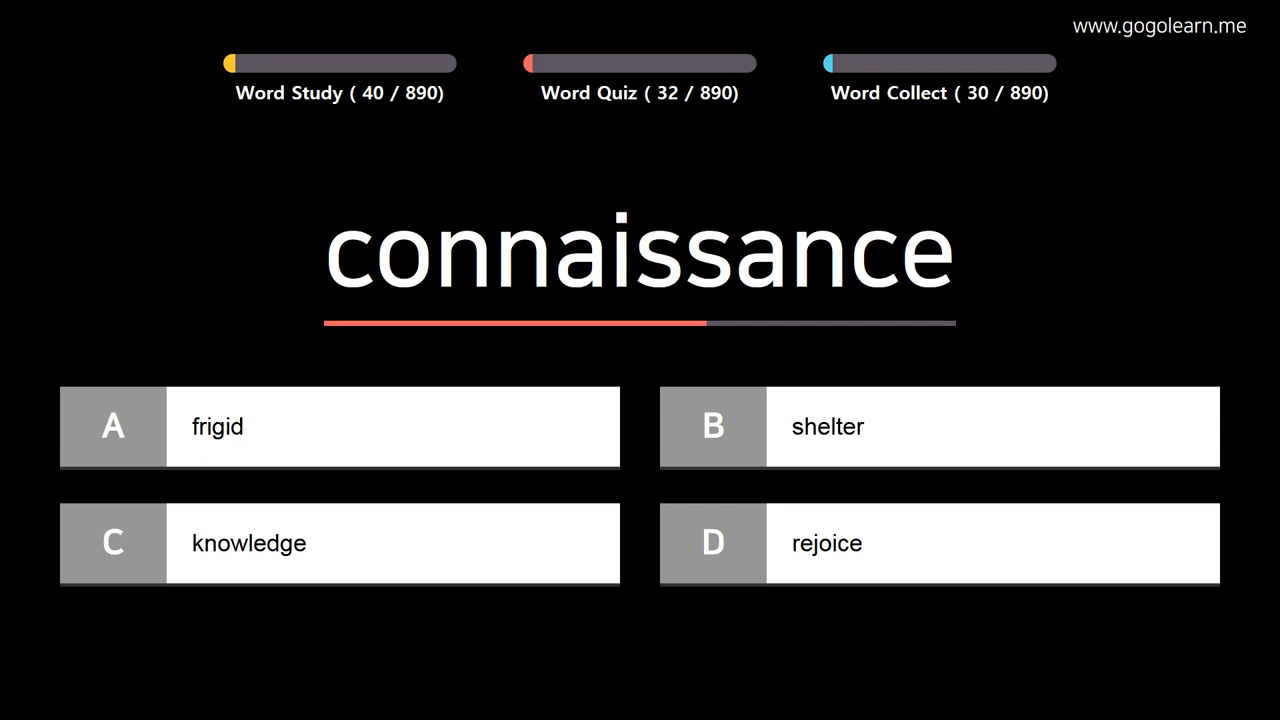 www.gogolearn.me
Word Study ( 40 / 890)
Word Quiz ( 32 / 890)
Word Collect ( 30 / 890)
connaissance
A frigid
B shelter
C knowledge
D rejoice